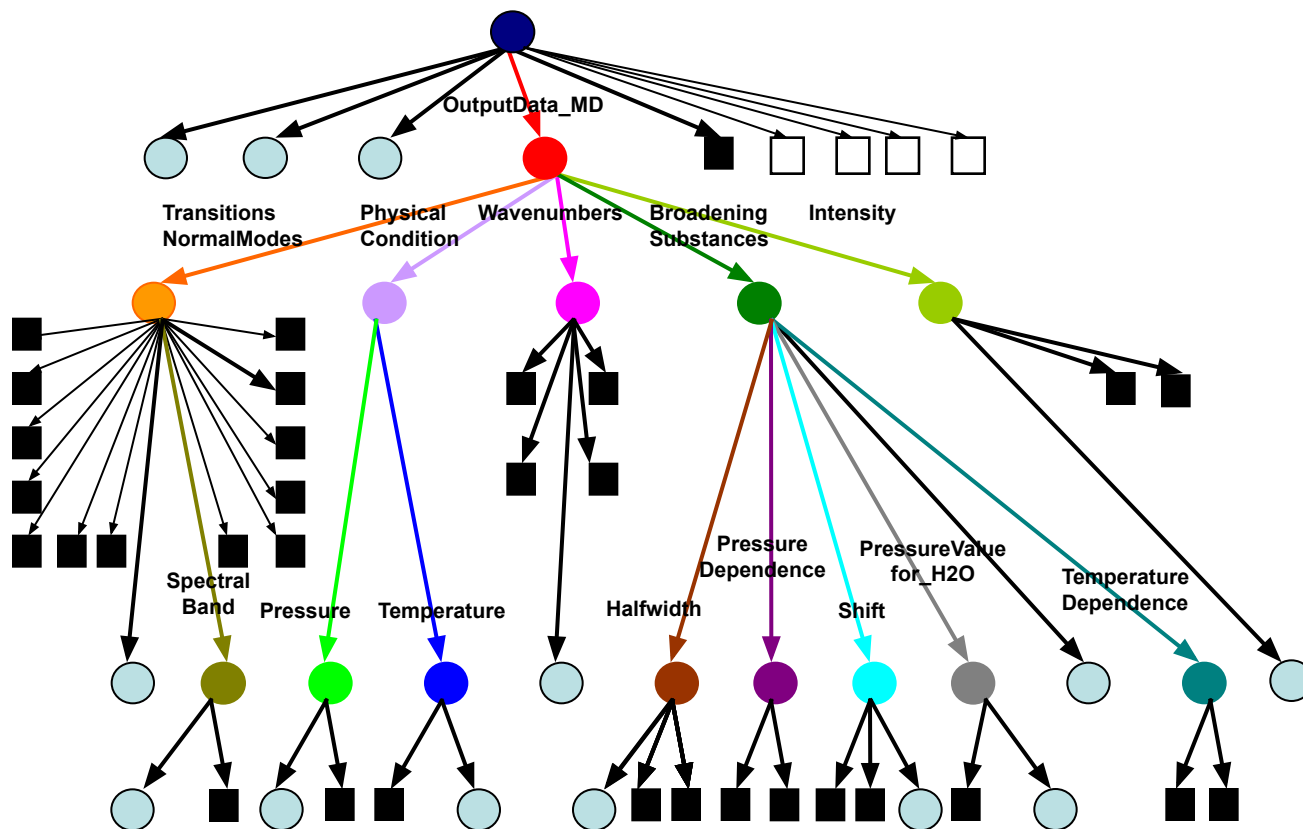 OutputData_MD
Transitions
NormalModes
Physical
Condition
Wavenumbers
Broadening
Substances
Intensity
Spectral
Band
Pressure
Temperature
Halfwidth
Pressure
Dependence
Shift
PressureValue
for_H2O
Temperature
Dependence